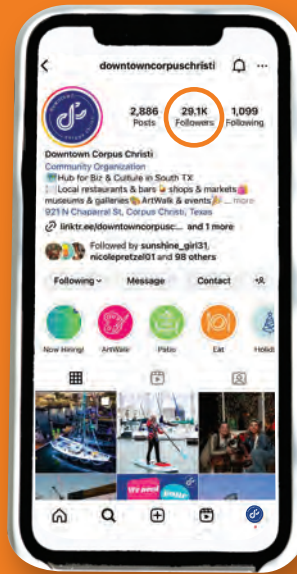 downtowncorpuschristi
2,886 29.1K 1,099
Posts Followers Following
Downtown Corpus Christi
Community Organization
Hub for Biz & Culture in South TX
Local restaurants & bars shops & markets
museums & galleries ArtWalk & events ... more
921 N Chaparral St, Corpus Christi, Texas
linktr.ee/downtowncorpusc... and 1 more
Followed by sunshine_girl31,
nicolepretzel01 and 98 others
Following Message Contact
Now Hiring! ArtWalk Patio Eat Holid
We need